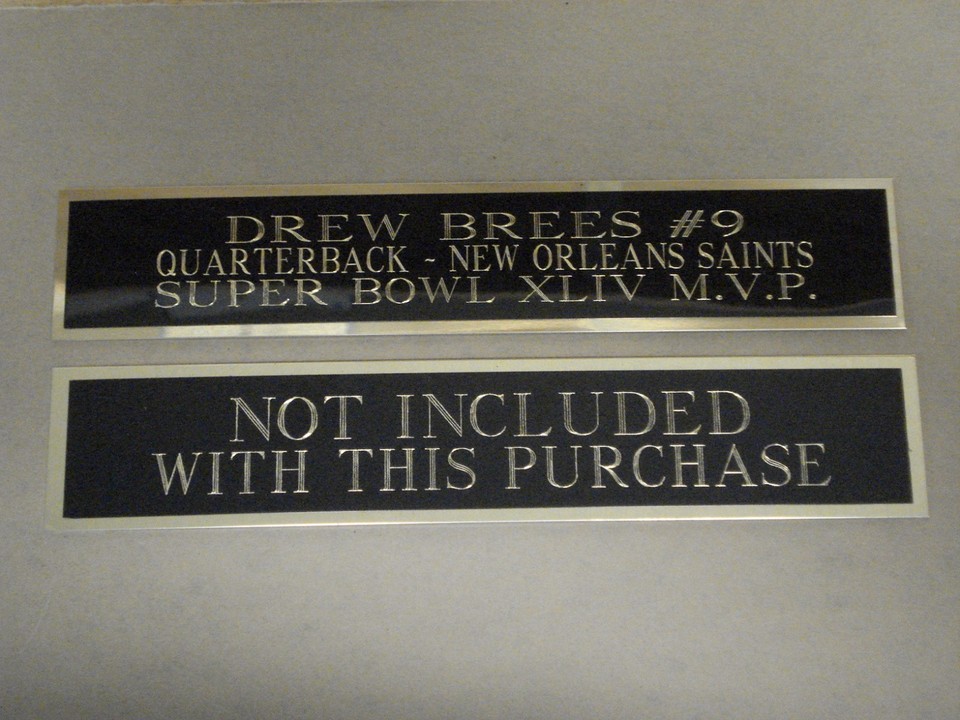 DREW BREES #9
QUARTERBACK ~ NEW ORLEANS SAINTS
SUPER BOWL XLIV M.V.P.
NOT INCLUDED
WITH THIS PURCHASE